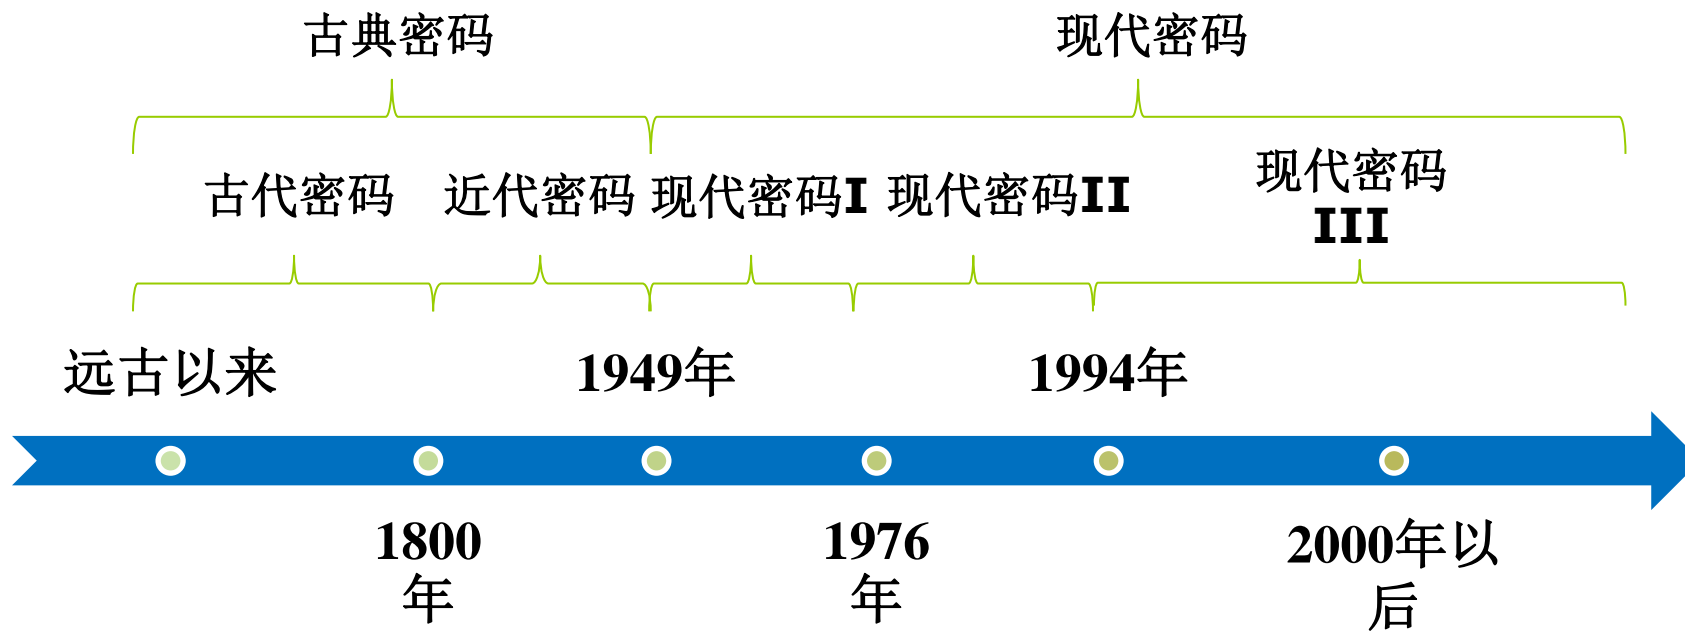 古典密码
现代密码
古代密码
近代密码
现代密码I
现代密码II
现代密码
III
远古以来
1949年
1994年
1800
年
1976
年
2000年以
后